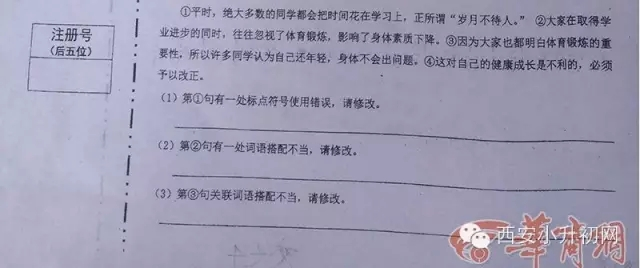 ①平时，绝大多数的同学都会把时间花在学习上，正所谓“岁月不待人。” ②大家在取得学
业进步的同时，往往忽视了体育锻炼，影响了身体素质下降。③因为大家也都明白体育锻炼的重
要性，所以许多同学认为自己还年轻，身体不会出问题。④这对自己的健康成长是不利的，必须
予以改正。
注册号
（后五位）
（1）第①句有一处标点符号使用错误，请修改。
（2）第②句有一处词语搭配不当，请修改。
（3）第③句关联词语搭配不当，请修改。
西安小升初网
华商网